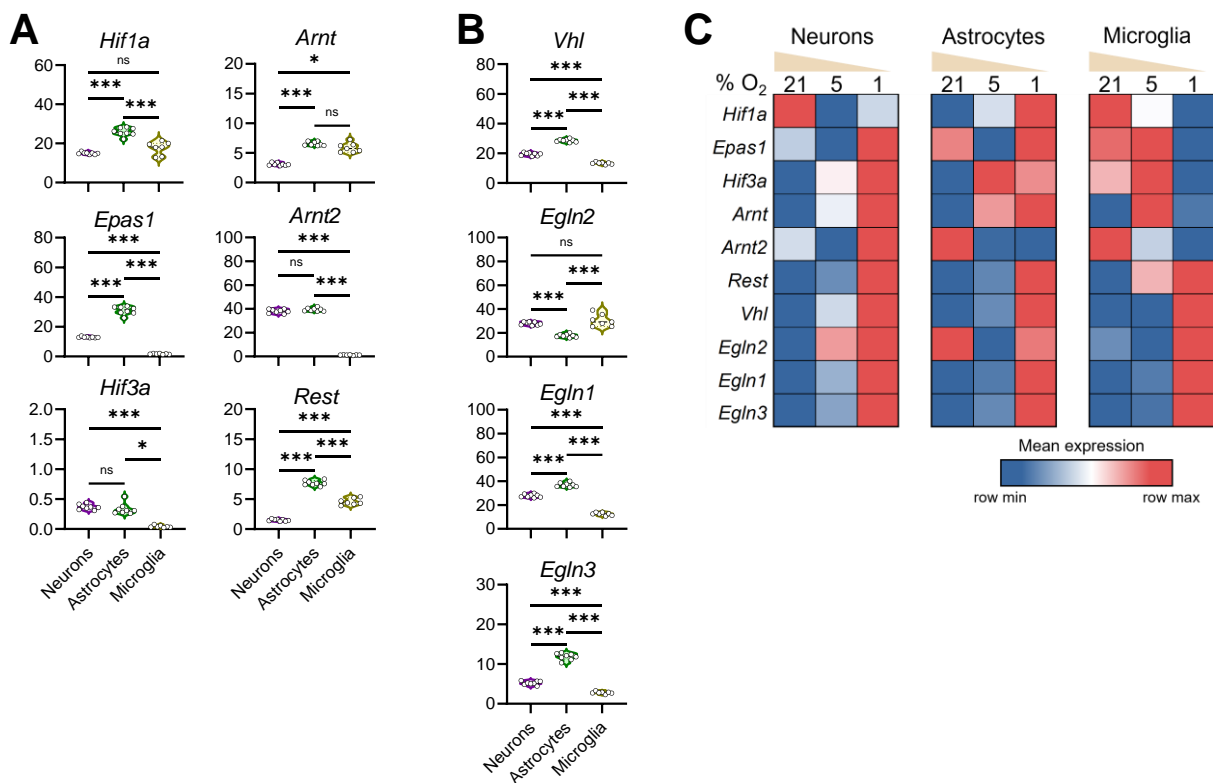 A
Hif1a
60
40
20
0
ns
***
***
Arnt
20
15
10
5
0
*
***
ns
Epas1
80
60
40
20
0
***
***
***
Arnt2
100
80
60
40
20
0
***
ns
***
Hif3a
2.0
1.5
1.0
0.5
0.0
***
*
ns
Rest
20
15
10
5
0
***
***
***
Neurons
Astrocytes
Microglia
Neurons
Astrocytes
Microglia
B
Vhl
80
60
40
20
0
***
***
***
Egln2
100
80
60
40
20
0
ns
***
***
Egln1
100
80
60
40
20
0
***
***
***
Egln3
30
20
10
0
***
***
***
Neurons
Astrocytes
Microglia
C
Neurons Astrocytes Microglia
% O2 21 5 1 21 5 1 21 5 1
Hif1a
Epas1
Hif3a
Arnt
Arnt2
Rest
Vhl
Egln2
Egln1
Egln3
Mean expression
row min row max